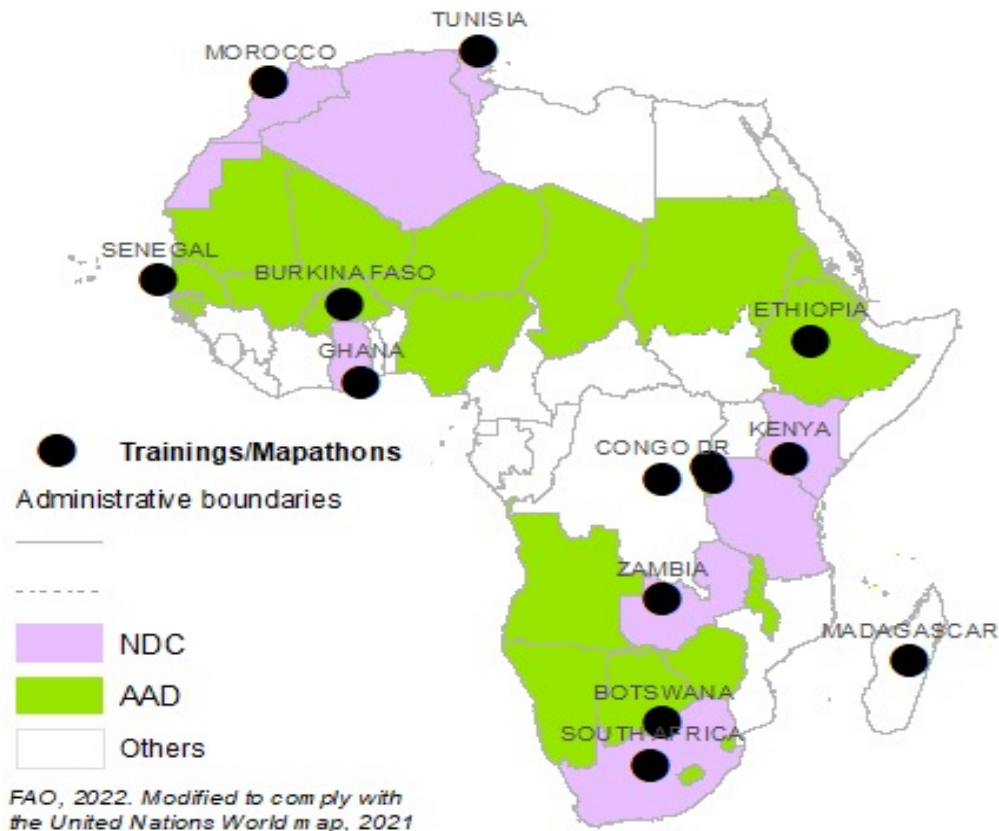 TUNISIA
MOROCCO
SENEGAL
BURKINA FASO
GHANA
ETHIOPIA
KENYA
CONGO DR
ZAMBIA
MADAGASCAR
BOTSWANA
SOUTH AFRICA
Trainings/Mapathons
Administrative boundaries
NDC
AAD
Others
FAO, 2022. Modified to comply with
the United Nations World map, 2021